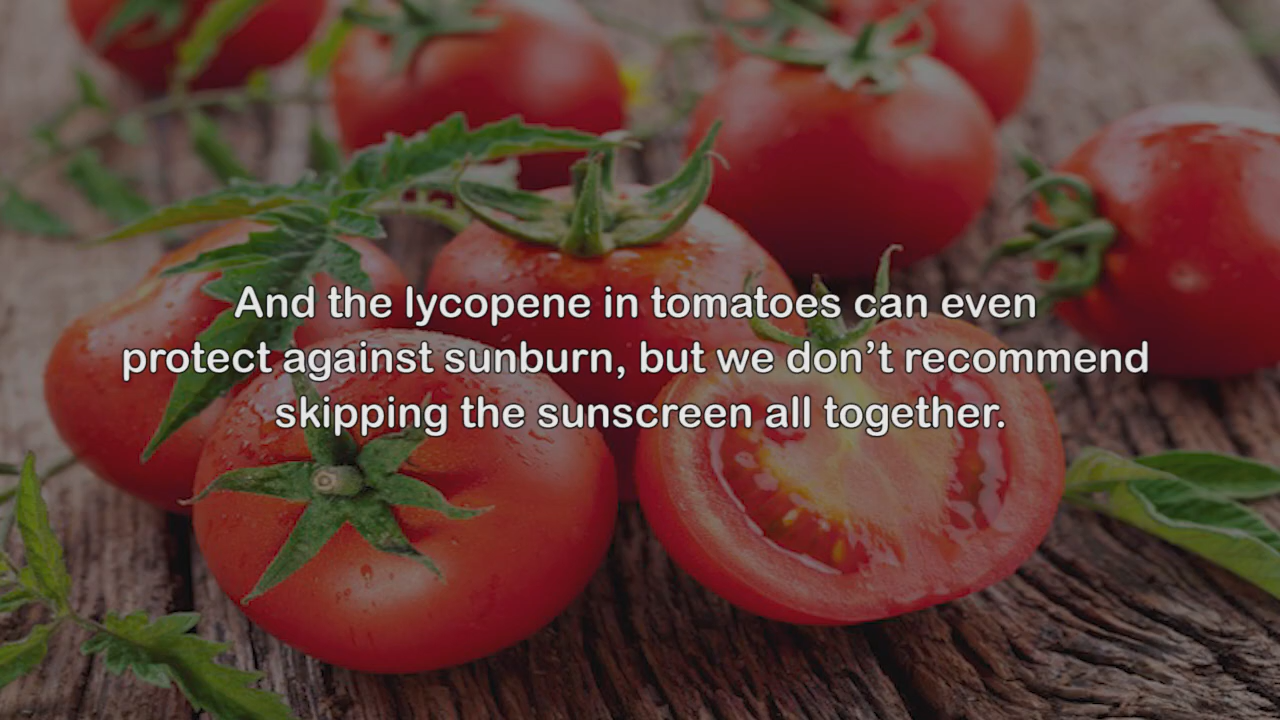 And the lycopene in tomatoes can even
protect against sunburn, but we don’t recommend
skipping the sunscreen all together.